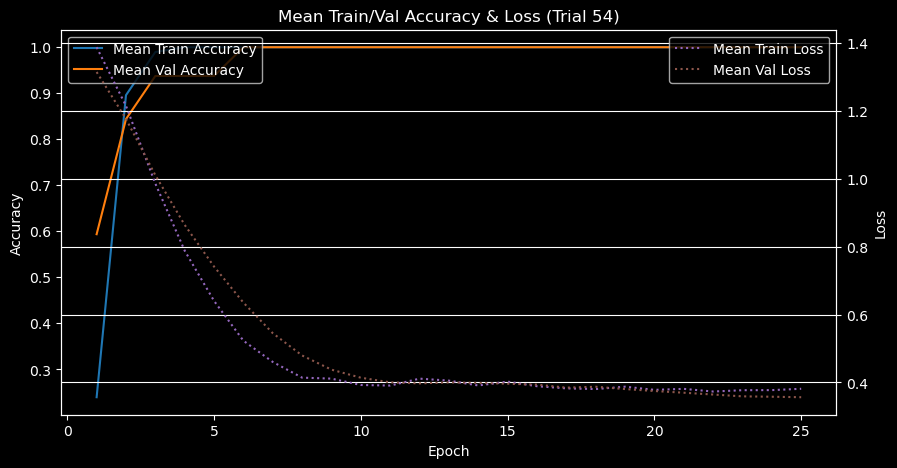 Mean Train/Val Accuracy & Loss (Trial 54)
Mean Train Accuracy
Mean Val Accuracy
Mean Train Loss
Mean Val Loss
Accuracy
1.0
0.9
0.8
0.7
0.6
0.5
0.4
0.3
Loss
1.4
1.2
1.0
0.8
0.6
0.4
0 5 10 15 20 25
Epoch